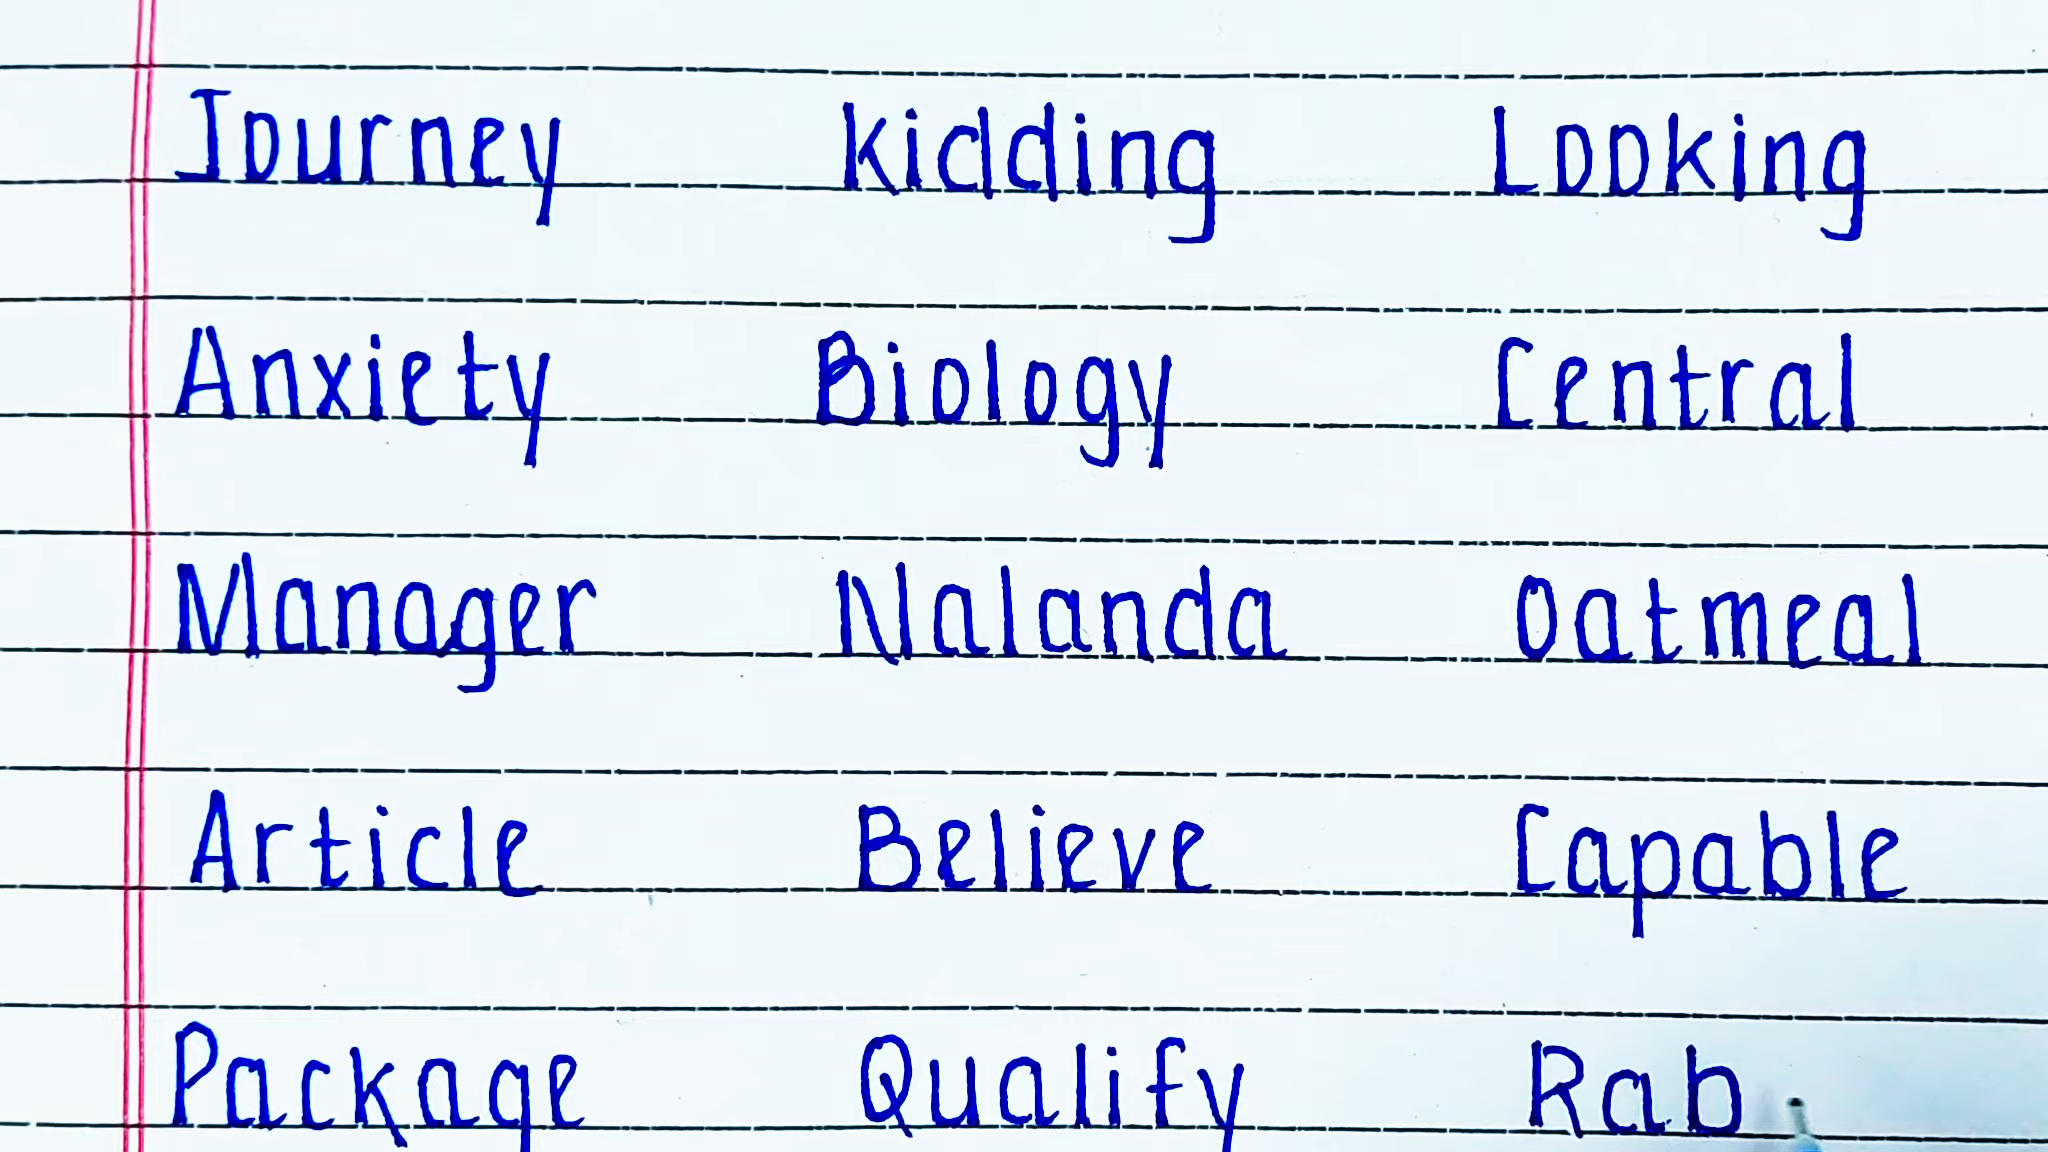 Journey Kidding Looking
Anxiety Biology Central
Manager Nalanda Oatmeal
Article Believe Capable
Package Qualify Rab